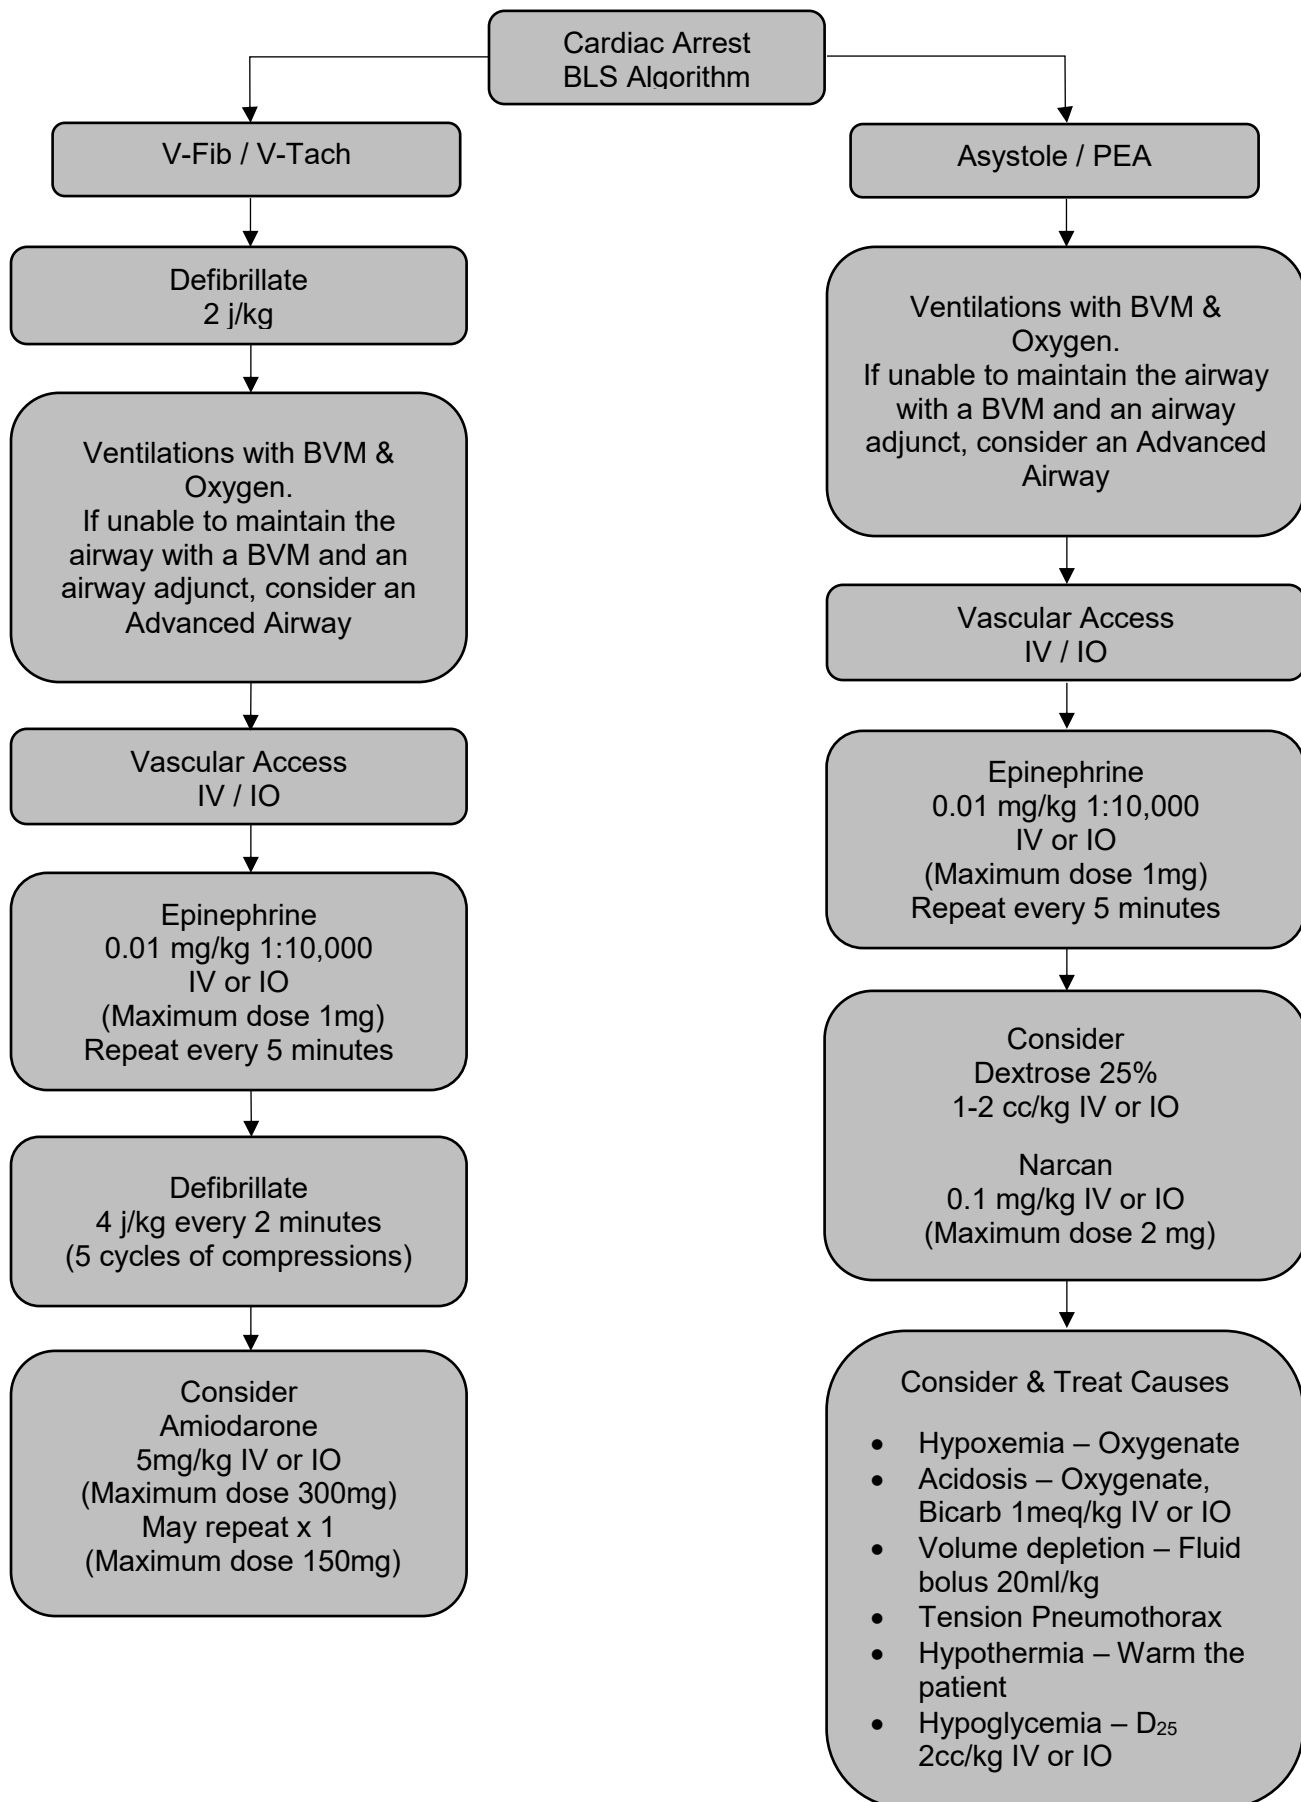 Cardiac Arrest
BLS Algorithm
V-Fib / V-Tach
Defibrillate
2 j/kg
Ventilations with BVM &
Oxygen.
If unable to maintain the
airway with a BVM and an
airway adjunct, consider an
Advanced Airway
Vascular Access
IV / IO
Epinephrine
0.01 mg/kg 1:10,000
IV or IO
(Maximum dose 1mg)
Repeat every 5 minutes
Defibrillate
4 j/kg every 2 minutes
(5 cycles of compressions)
Consider
Amiodarone
5mg/kg IV or IO
(Maximum dose 300mg)
May repeat x 1
(Maximum dose 150mg)
Asystole / PEA
Ventilations with BVM &
Oxygen.
If unable to maintain the airway
with a BVM and an airway
adjunct, consider an Advanced
Airway
Vascular Access
IV / IO
Epinephrine
0.01 mg/kg 1:10,000
IV or IO
(Maximum dose 1mg)
Repeat every 5 minutes
Consider
Dextrose 25%
1-2 cc/kg IV or IO
Narcan
0.1 mg/kg IV or IO
(Maximum dose 2 mg)
Consider & Treat Causes
• Hypoxemia – Oxygenate
• Acidosis – Oxygenate,
Bicarb 1meq/kg IV or IO
• Volume depletion – Fluid
bolus 20ml/kg
• Tension Pneumothorax
• Hypothermia – Warm the
patient
• Hypoglycemia – D₂₅
2cc/kg IV or IO